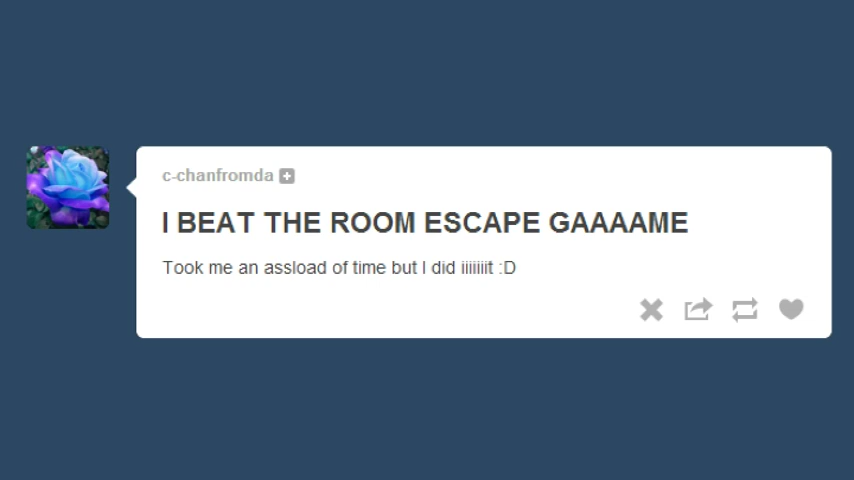 c-chanfromda
I BEAT THE ROOM ESCAPE GAAAAME
Took me an assload of time but I did iiiiiiit :D